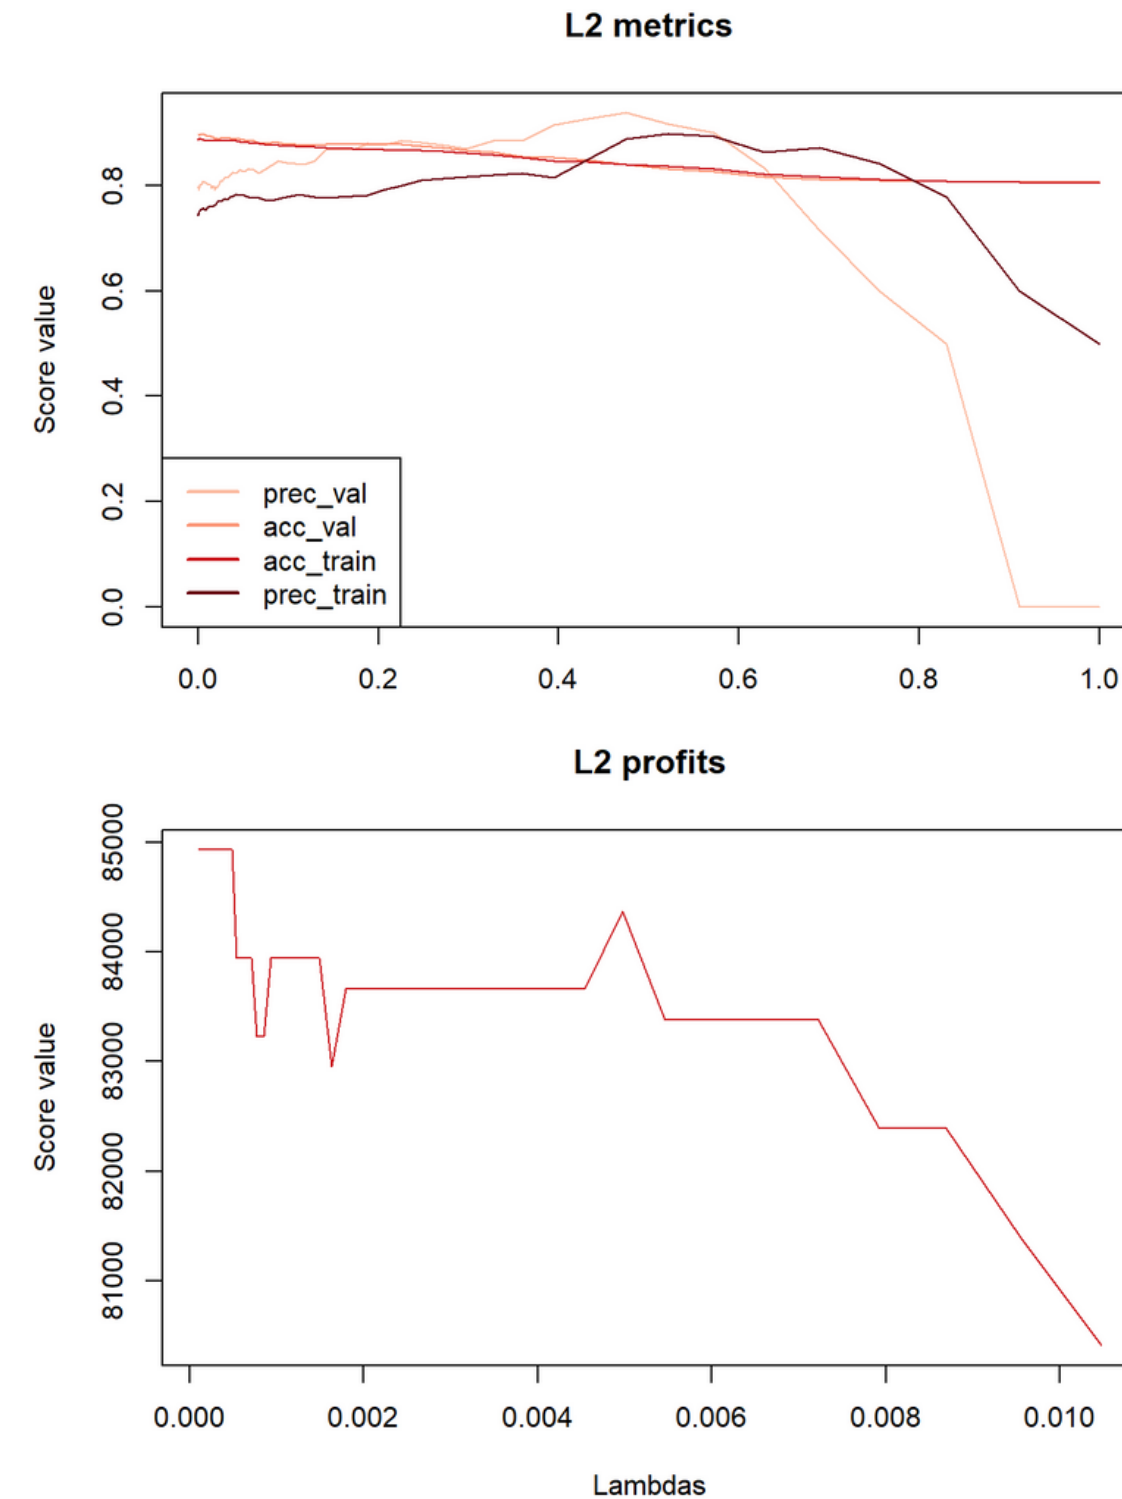 L2 metrics
Score value
0.8
0.6
0.4
0.2
0.0
prec_val
acc_val
acc_train
prec_train
0.0 0.2 0.4 0.6 0.8 1.0
L2 profits
Score value
85000
84000
83000
82000
81000
0.000 0.002 0.004 0.006 0.008 0.010
Lambdas